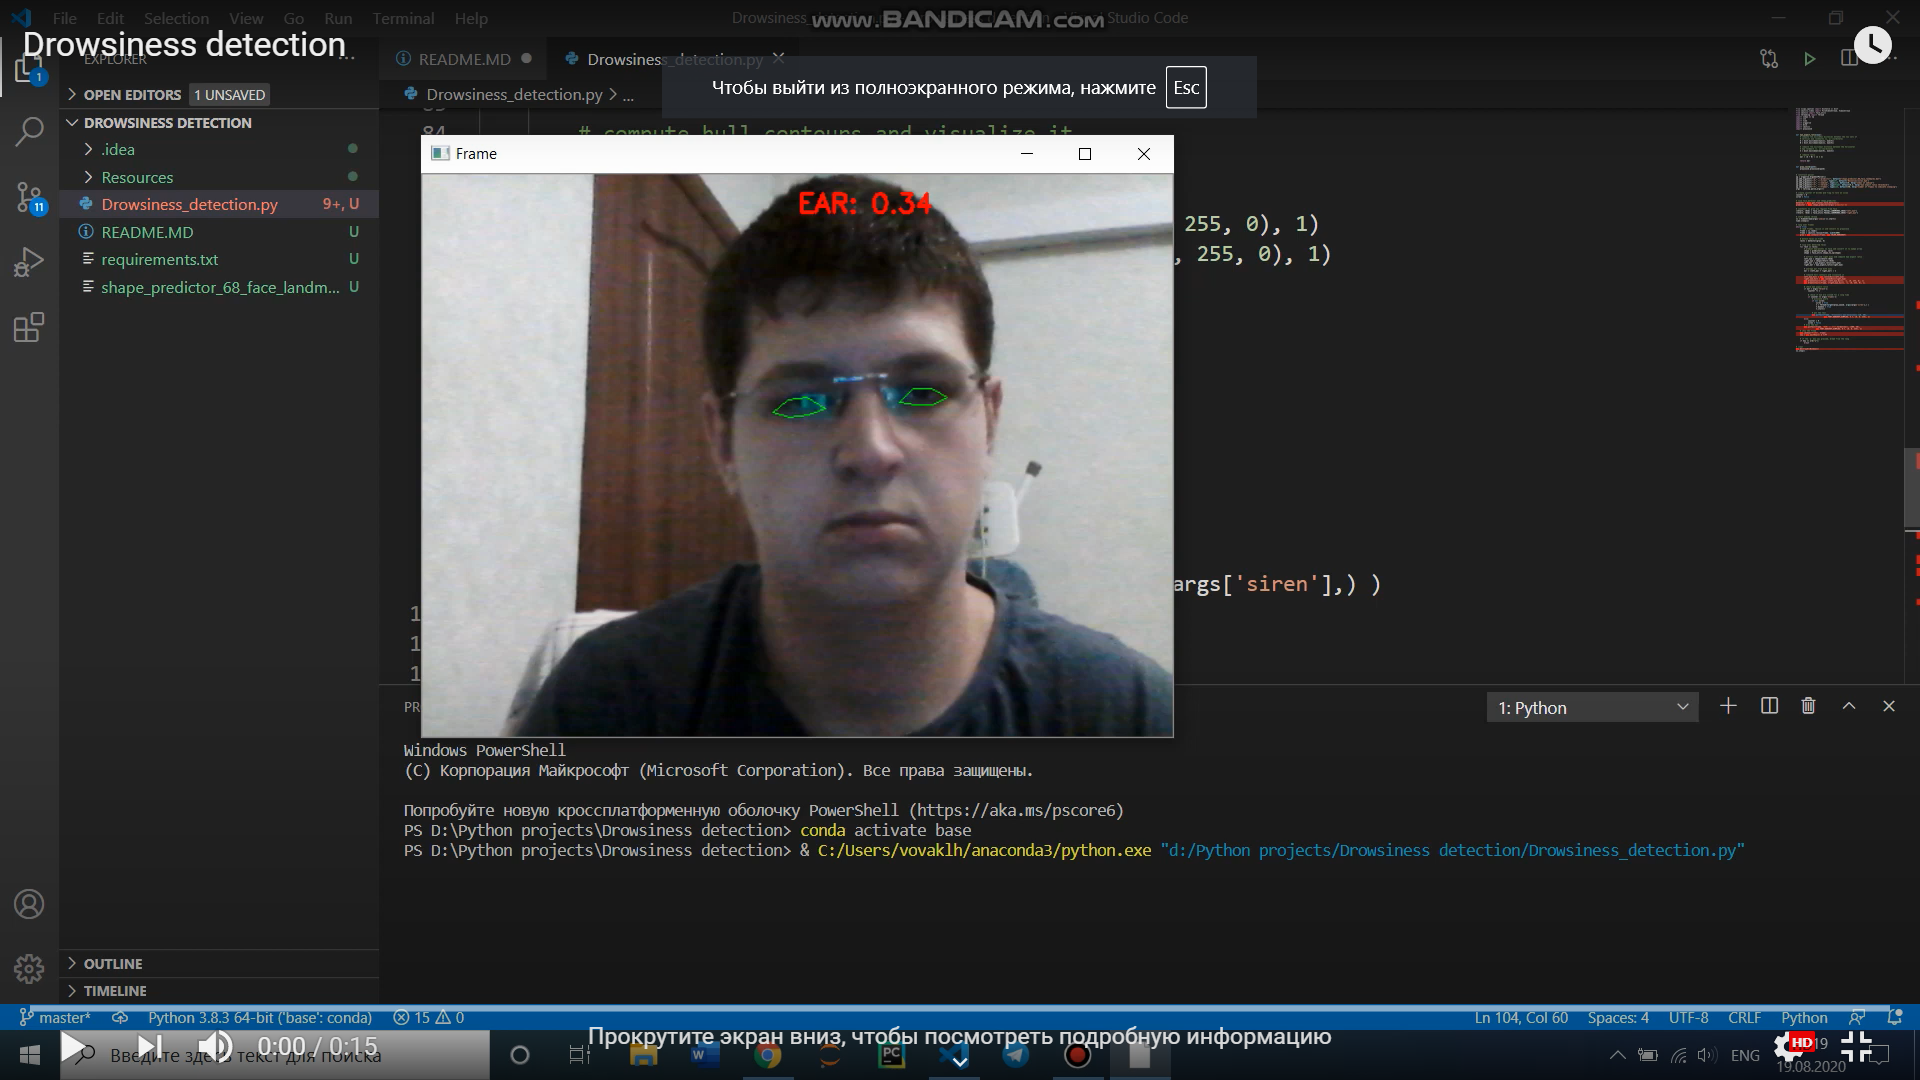 File Edit Selection View Go Run Terminal Help
www.BANDICAM.com
Studio Code
Drowsiness detection
EXPLORER
README.MD
Drowsiness_detection.py
Чтобы выйти из полноэкранного режима, нажмите Esc
OPEN EDITORS 1 UNSAVED
Drowsiness_detection.py > ...
DROWSINESS DETECTION
84 # compute hull contours and visualize it
.idea
Resources
Drowsiness_detection.py 9+, U
README.MD U
requirements.txt U
shape_predictor_68_face_landm... U
Frame
EAR: 0.34
255, 0), 1)
, 255, 0), 1)
args['siren'],) )
1: Python
Windows PowerShell
(C) Корпорация Майкрософт (Microsoft Corporation). Все права защищены.
Попробуйте новую кроссплатформенную оболочку PowerShell (https://aka.ms/pscore6)
PS D:\Python projects\Drowsiness detection> conda activate base
PS D:\Python projects\Drowsiness detection> & C:/Users/vovaklh/anaconda3/python.exe "d:/Python projects/Drowsiness detection/Drowsiness_detection.py"
OUTLINE
TIMELINE
master* Python 3.8.3 64-bit ('base': conda) 15 0
Ln 104, Col 60 Spaces: 4 UTF-8 CRLF Python
Прокрутите экран вниз, чтобы посмотреть подробную информацию
0:00 / 0:15
Введите здесь текст для поиска
ENG
HD
19.08.2020